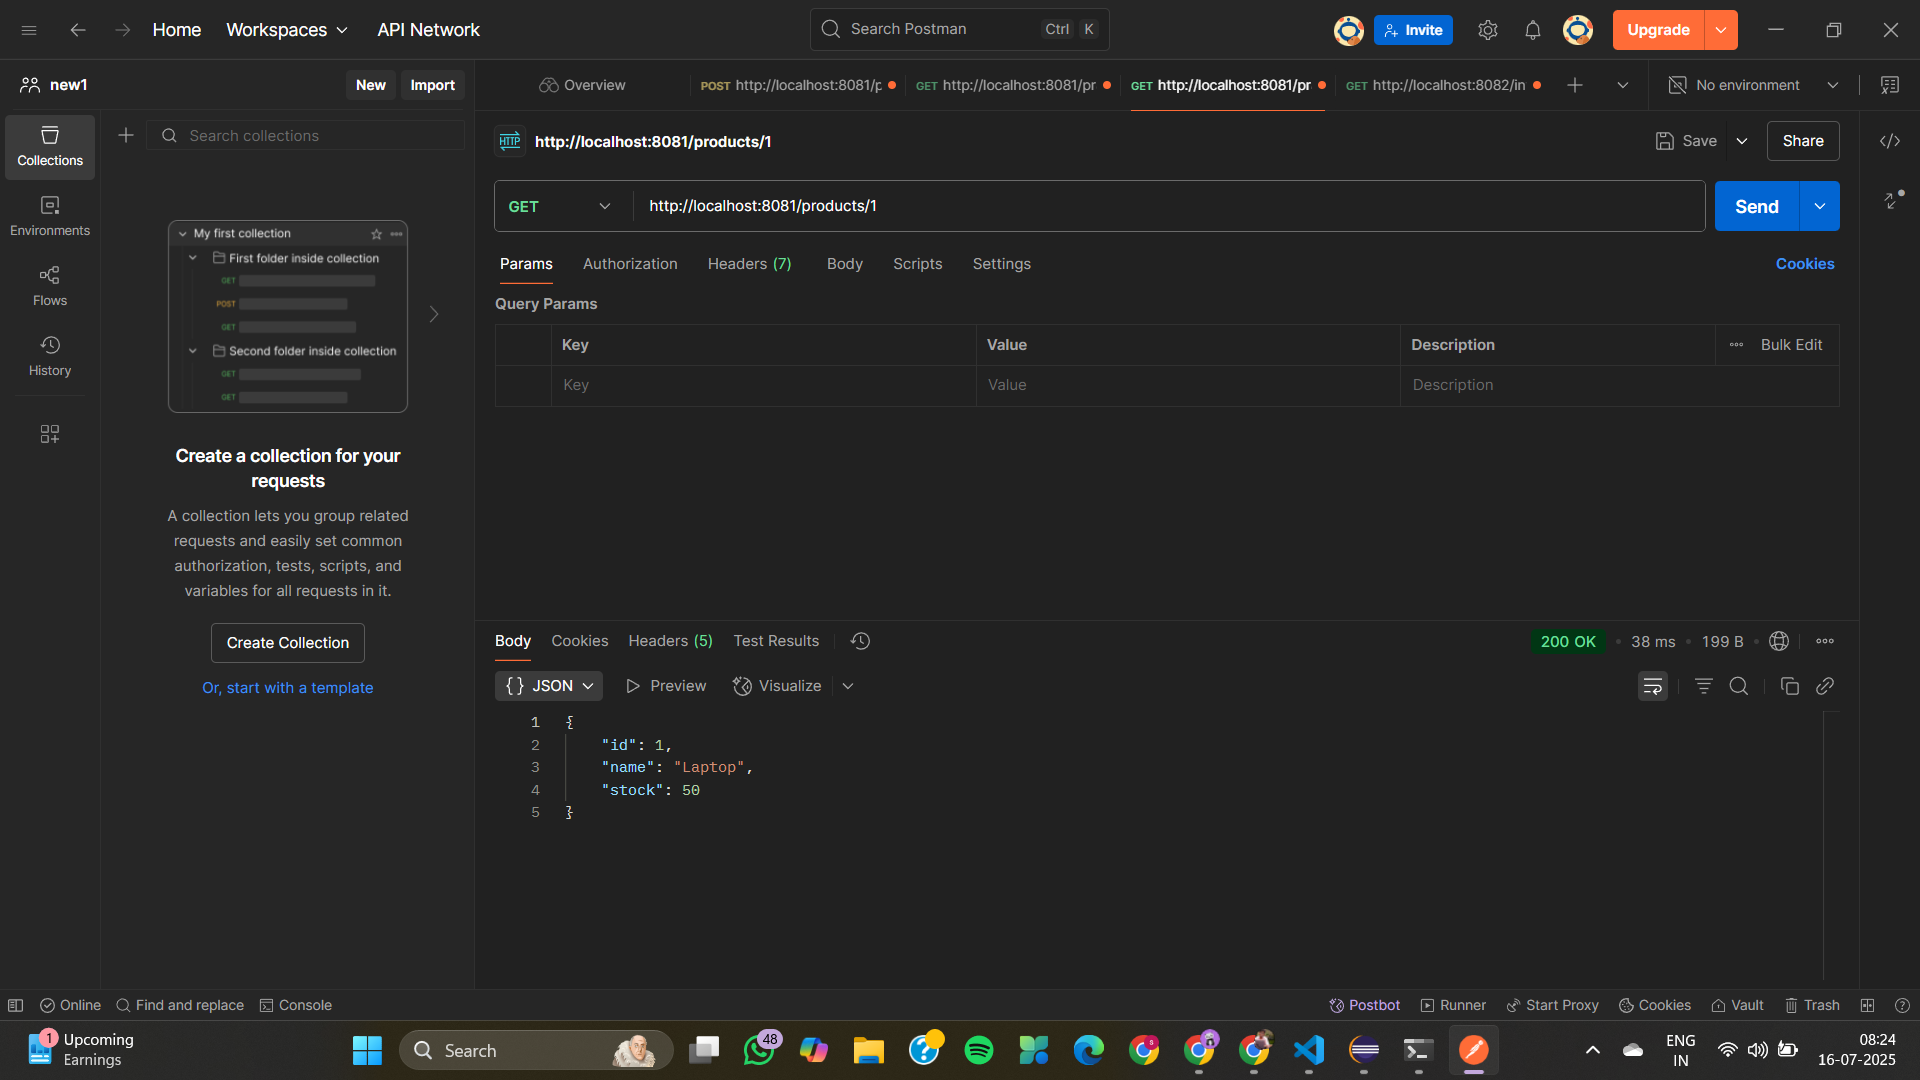 Home
Workspaces
API Network
Search Postman
Ctrl
K
Invite
Upgrade
new1
New
Import
Overview
POST http://localhost:8081/p
GET http://localhost:8081/pr
GET http://localhost:8081/pr
GET http://localhost:8082/in
No environment
Collections
Environments
Flows
History
Search collections
My first collection
First folder inside collection
GET
POST
GET
Second folder inside collection
GET
GET
Create a collection for your
requests
A collection lets you group related
requests and easily set common
authorization, tests, scripts, and
variables for all requests in it.
Create Collection
Or, start with a template
HTTP
http://localhost:8081/products/1
Save
Share
GET
http://localhost:8081/products/1
Send
Params
Authorization
Headers (7)
Body
Scripts
Settings
Cookies
Query Params
Key
Value
Description
Bulk Edit
Key
Value
Description
Body
Cookies
Headers (5)
Test Results
200 OK
38 ms
199 B
{} JSON
Preview
Visualize
1 {
2 "id": 1,
3 "name": "Laptop",
4 "stock": 50
5 }
Online
Find and replace
Console
Postbot
Runner
Start Proxy
Cookies
Vault
Trash
1
Upcoming
Earnings
Search
48
S
ENG
IN
08:24
16-07-2025